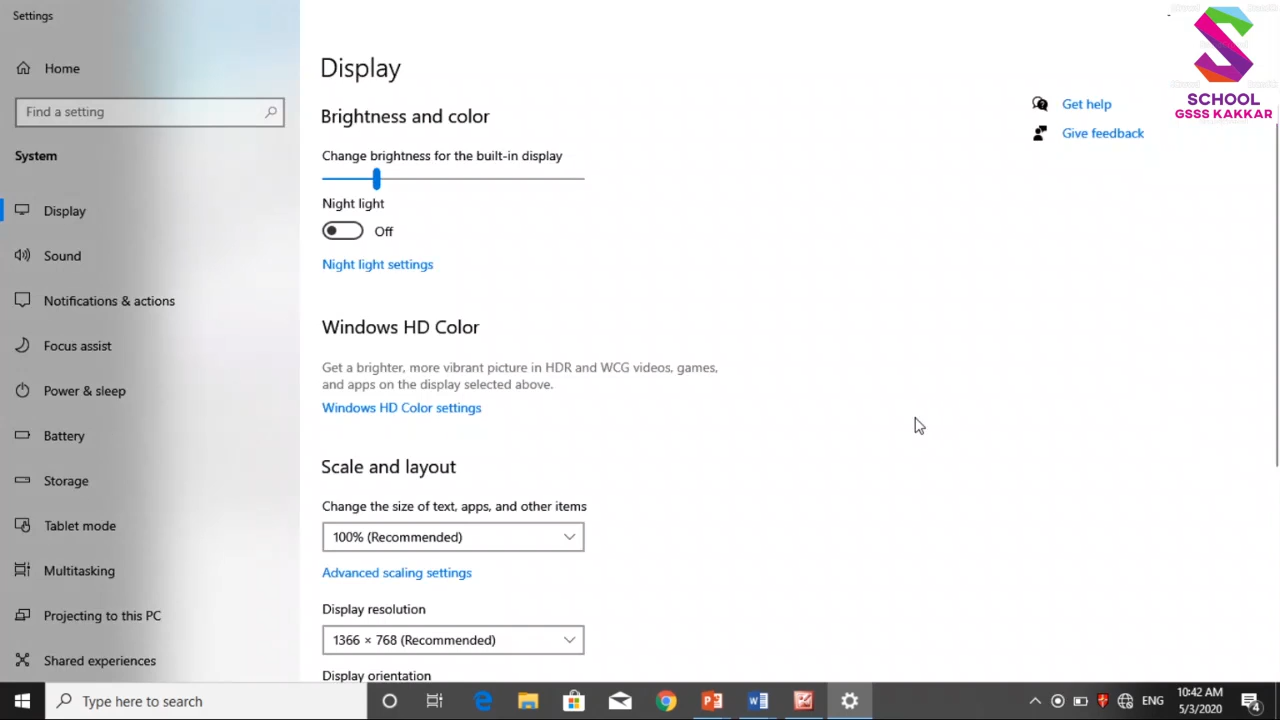 Settings
Home
Find a setting
System
Display
Sound
Notifications & actions
Focus assist
Power & sleep
Battery
Storage
Tablet mode
Multitasking
Projecting to this PC
Shared experiences
Display
Brightness and color
Change brightness for the built-in display
Night light
Off
Night light settings
Windows HD Color
Get a brighter, more vibrant picture in HDR and WCG videos, games,
and apps on the display selected above.
Windows HD Color settings
Scale and layout
Change the size of text, apps, and other items
100% (Recommended)
Advanced scaling settings
Display resolution
1366 × 768 (Recommended)
Display orientation
Get help
Give feedback
SCHOOL
GSSS KAKKAR
Type here to search
ENG
10:42 AM
5/3/2020
4